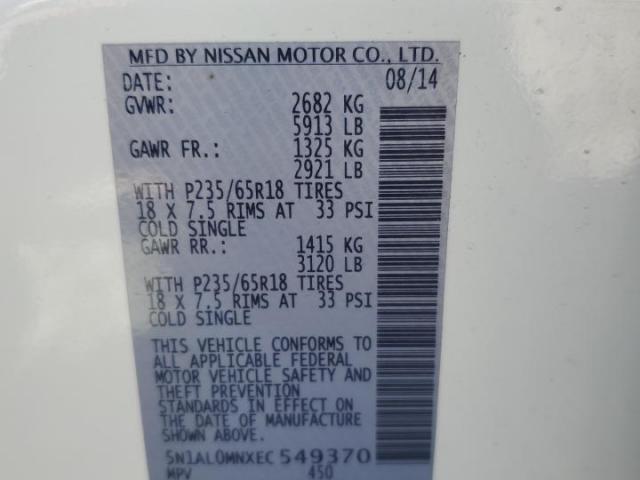 MFD BY NISSAN MOTOR CO., LTD.
DATE: 08/14
GVWR: 2682 KG
5913 LB
GAWR FR.: 1325 KG
2921 LB
WITH P235/65R18 TIRES
18 X 7.5 RIMS AT 33 PSI
COLD SINGLE
GAWR RR.: 1415 KG
3120 LB
WITH P235/65R18 TIRES
18 X 7.5 RIMS AT 33 PSI
COLD SINGLE
THIS VEHICLE CONFORMS TO
ALL APPLICABLE FEDERAL
MOTOR VEHICLE SAFETY AND
THEFT PREVENTION
STANDARDS IN EFFECT ON
THE DATE OF MANUFACTURE
SHOWN ABOVE.
5N1AL0MNXEC549370
MPV 450